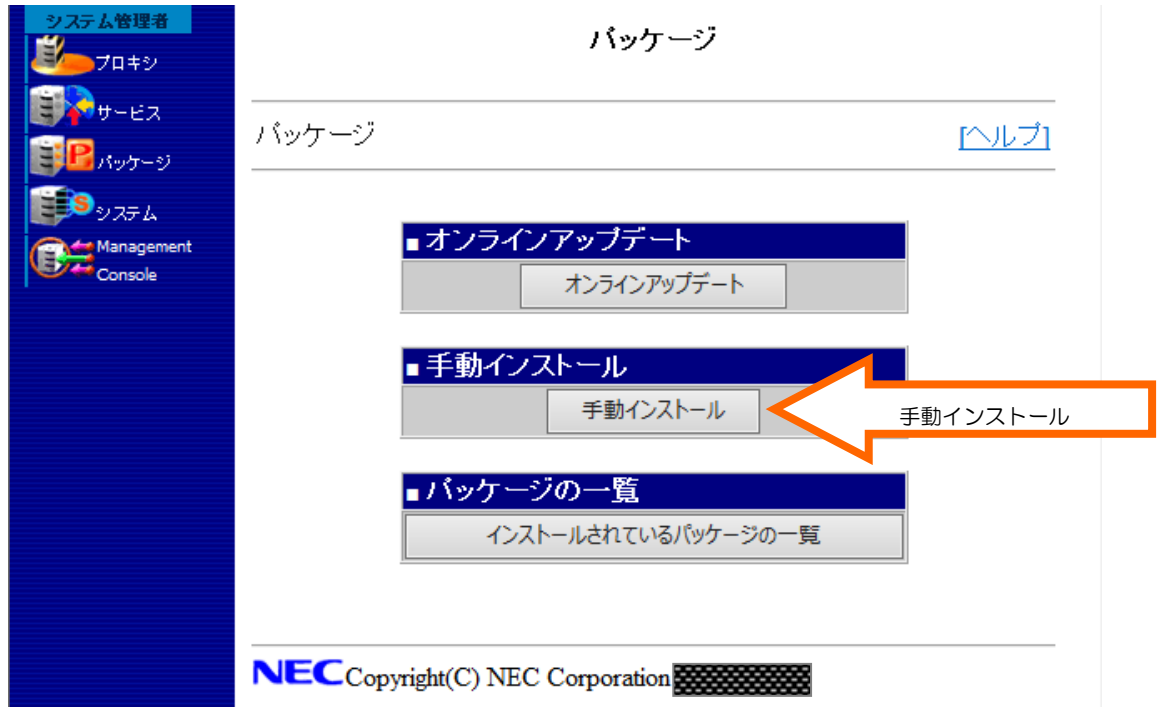 システム管理者
プロキシ
サービス
パッケージ
システム
Management
Console
パッケージ
パッケージ
[ヘルプ]
■オンラインアップデート
オンラインアップデート
■手動インストール
手動インストール
手動インストール
■パッケージの一覧
インストールされているパッケージの一覧
NEC Copyright(C) NEC Corporation